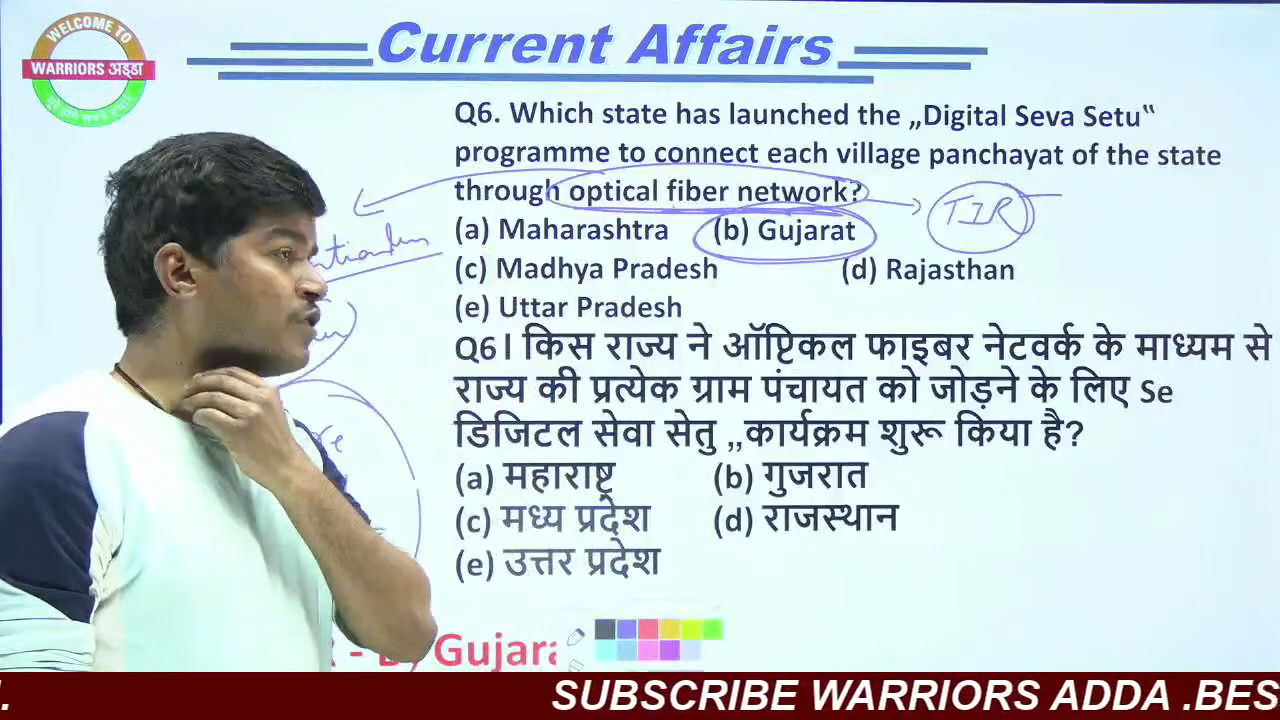 WELCOME TO
WARRIORS अड्डा
Current Affairs
Q6. Which state has launched the „Digital Seva Setu‟
programme to connect each village panchayat of the state
through optical fiber network?
(a) Maharashtra (b) Gujarat
TIR
(c) Madhya Pradesh (d) Rajasthan
(e) Uttar Pradesh
Q6। किस राज्य ने ऑप्टिकल फाइबर नेटवर्क के माध्यम से
राज्य की प्रत्येक ग्राम पंचायत को जोड़ने के लिए Se
डिजिटल सेवा सेतु „कार्यक्रम शुरू किया है?
(a) महाराष्ट्र (b) गुजरात
(c) मध्य प्रदेश (d) राजस्थान
(e) उत्तर प्रदेश
SUBSCRIBE WARRIORS ADDA .BES